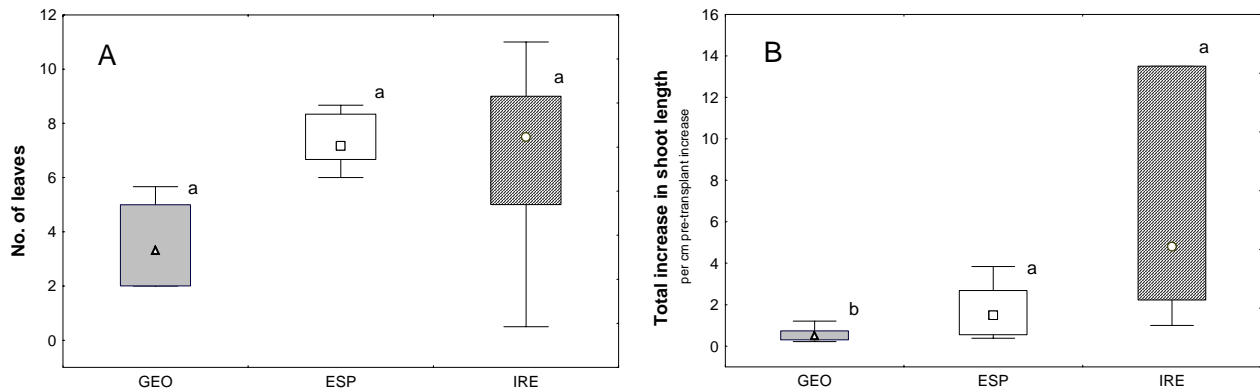 A
No. of leaves
12
10
8
6
4
2
0
a
a
a
GEO
ESP
IRE
B
Total increase in shoot length
per cm pre-transplant increase
16
14
12
10
8
6
4
2
0
b
a
a
GEO
ESP
IRE